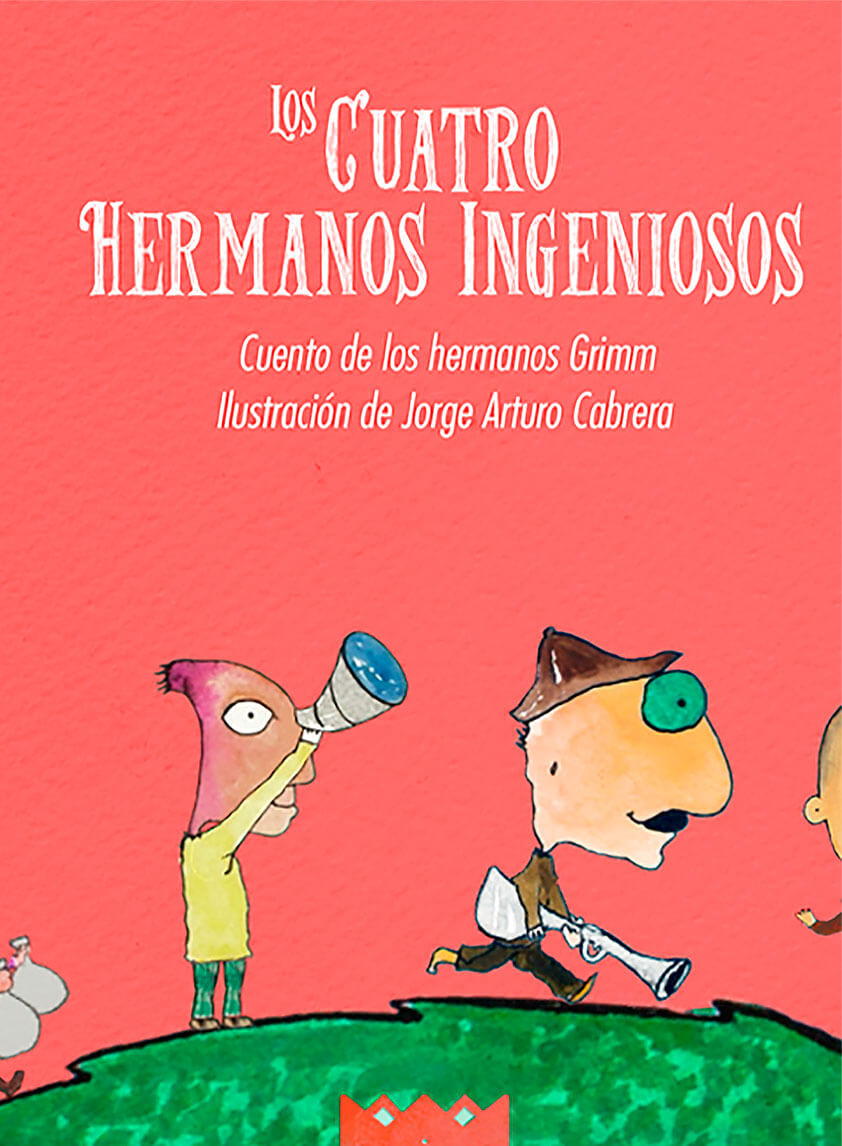 Los Cuatro
Hermanos Ingeniosos
Cuento de los hermanos Grimm
Ilustración de Jorge Arturo Cabrera